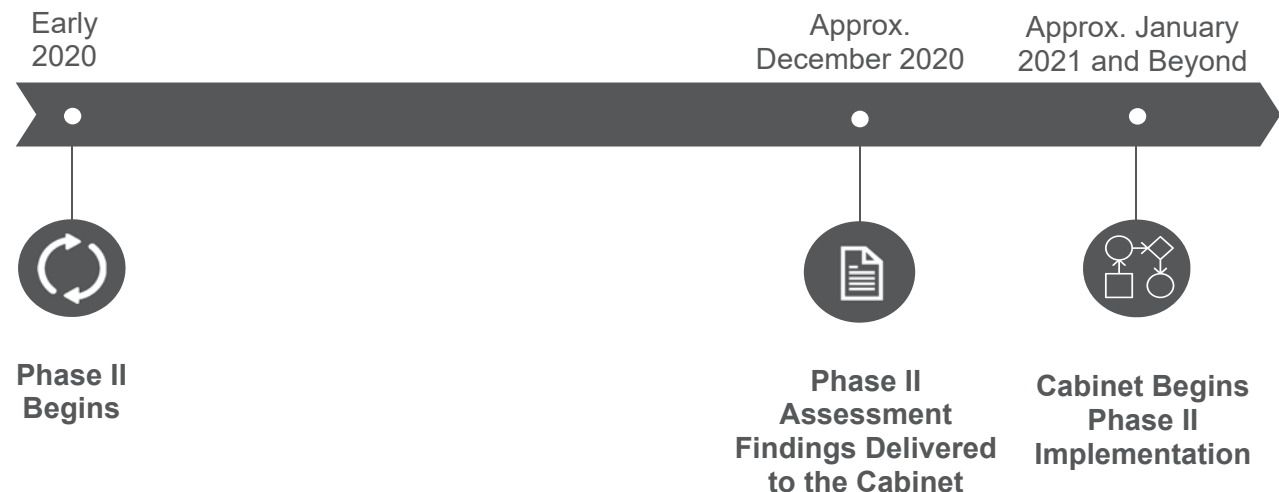 Early
2020
Approx.
December 2020
Approx. January
2021 and Beyond
Phase II
Begins
Phase II
Assessment
Findings Delivered
to the Cabinet
Cabinet Begins
Phase II
Implementation